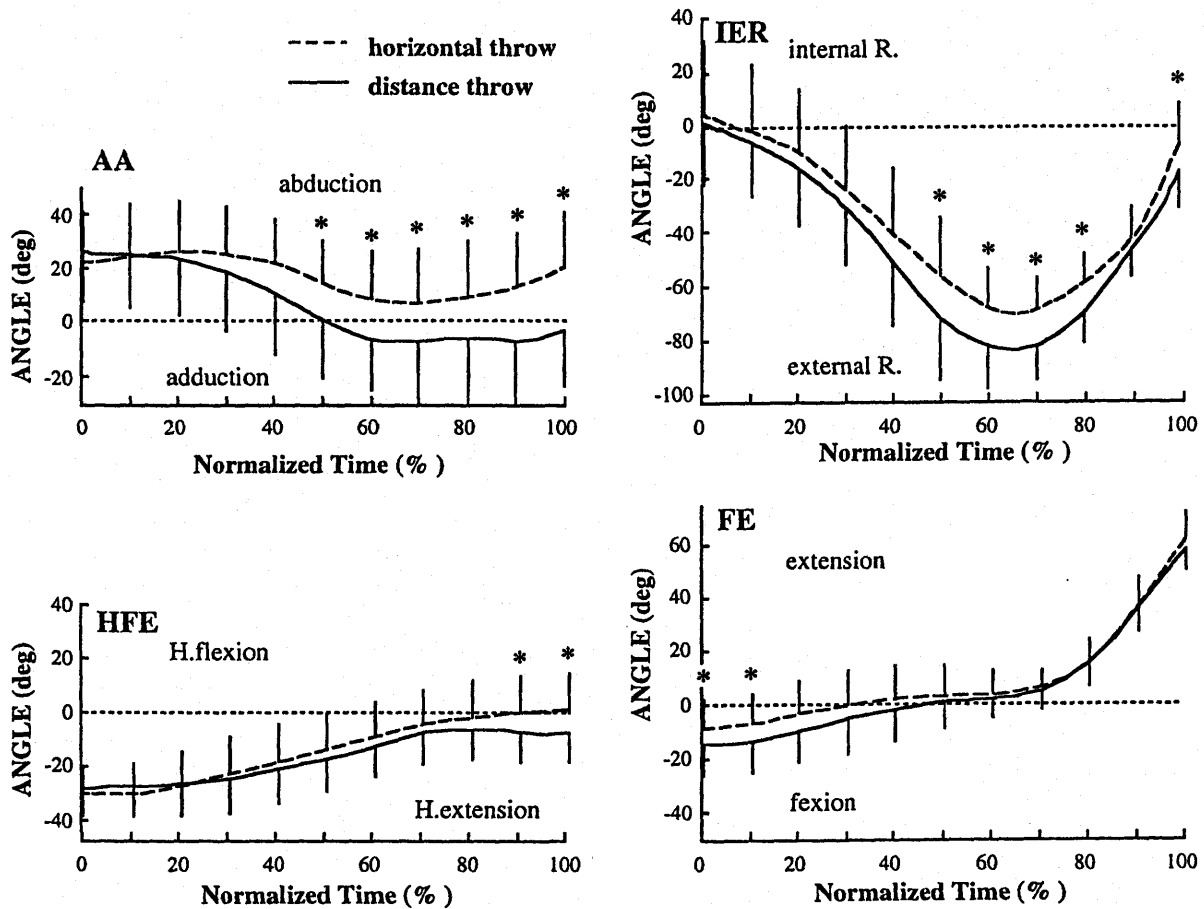 horizontal throw
distance throw
AA
abduction
* * * * * *
ANGLE (deg)
40
20
0
-20
adduction
0 20 40 60 80 100
Normalized Time (% )
IER
internal R.
*
ANGLE (deg)
40
20
0
-20
-40
-60
-80
-100
* * * *
external R.
0 20 40 60 80 100
Normalized Time (% )
HFE
H.flexion
* *
ANGLE (deg)
40
20
0
-20
-40
H.extension
0 20 40 60 80 100
Normalized Time (% )
FE
extension
ANGLE (deg)
60
40
20
0
-20
-40
* *
fexion
0 20 40 60 80 100
Normalized Time (% )